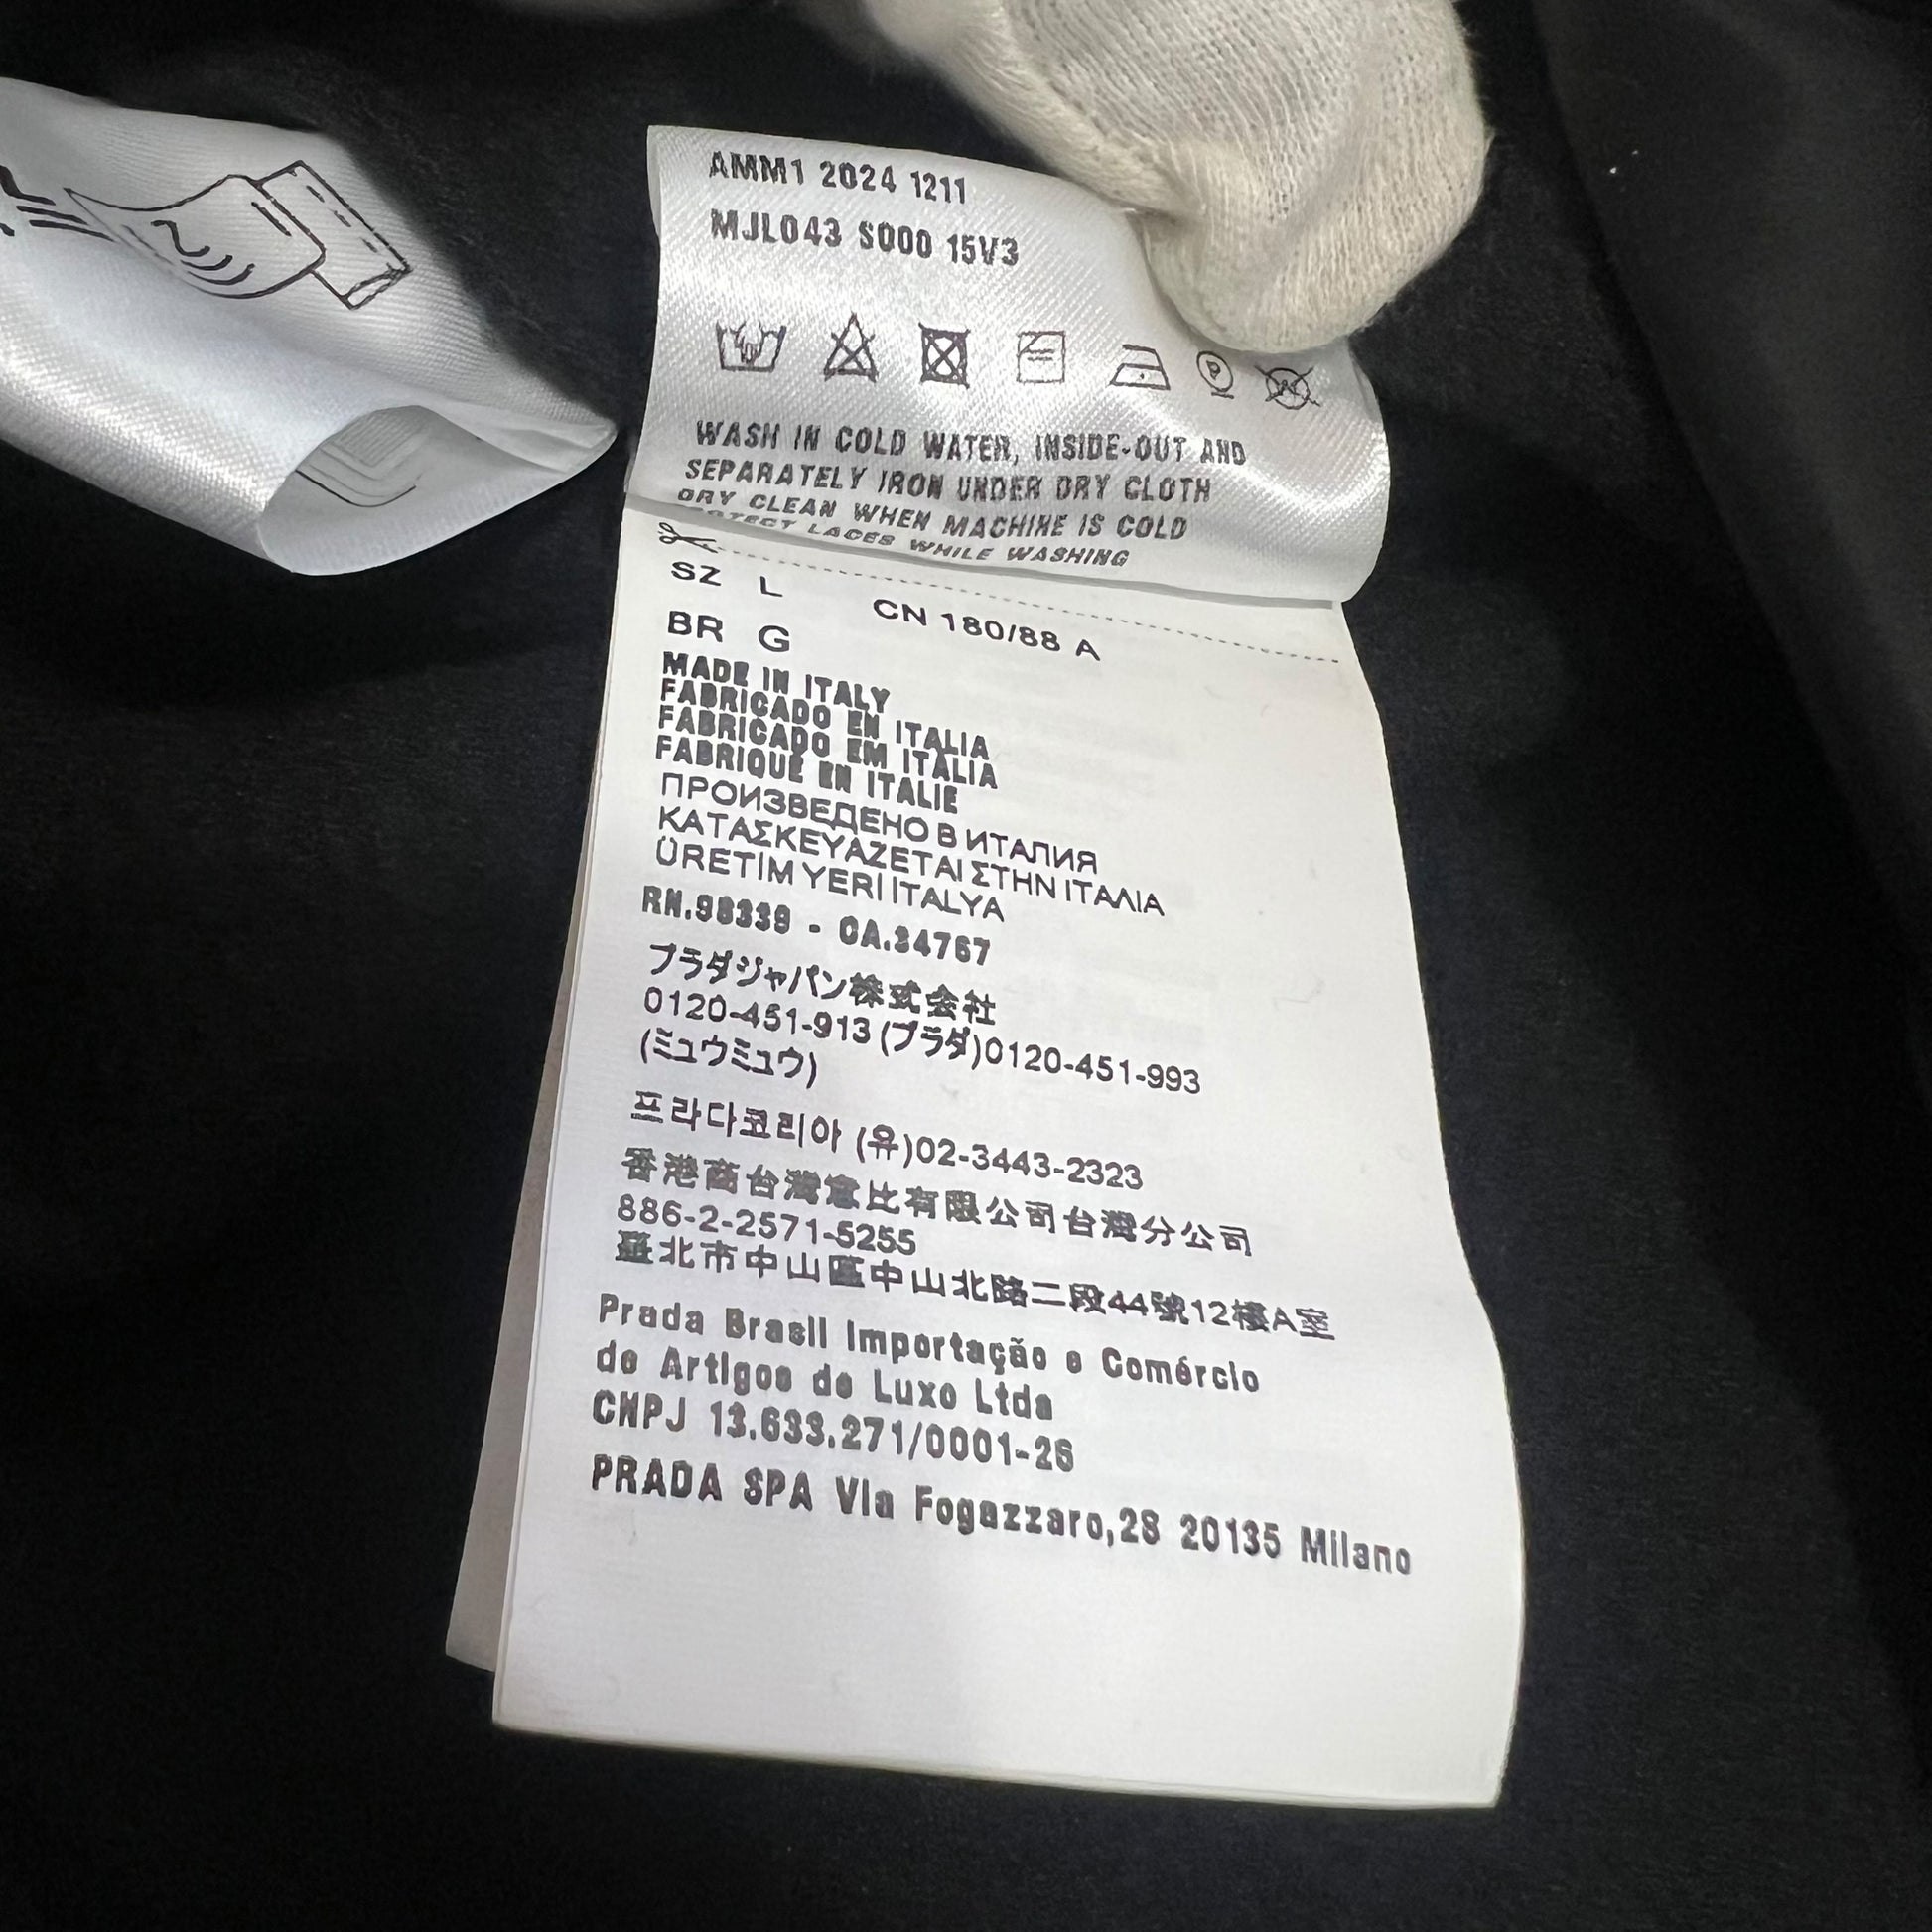 AMM1 2024 1211
MJL043 S000 15V3
P
WASH IN COLD WATER, INSIDE-OUT AND
SEPARATELY IRON UNDER DRY CLOTH
DRY CLEAN WHEN MACHINE IS COLD
PROTECT LACES WHILE WASHING
SZ L CN 180/88 A
BR G
MADE IN ITALY
FABRICADO EN ITALIA
FABRICADO EM ITÁLIA
FABRIQUÉ EN ITALIE
ПРОИЗВЕДЕНО В ИТАЛИЯ
ΚΑΤΑΣΚΕΥΑΖΕΤΑΙ ΣΤΗΝ ΙΤΑΛΙΑ
ÜRETİM YERİ İTALYA
RN.98339 - CA.34767
プラダジャパン株式会社
0120-451-913 (プラダ)0120-451-993
(ミュウミュウ)
프라다코리아 (유)02-3443-2323
香港商台灣意比有限公司台灣分公司
886-2-2571-5255
臺北市中山區中山北路二段44號12樓A室
Prada Brasil Importação e Comércio
de Artigos de Luxo Ltda
CNPJ 13.633.271/0001-26
PRADA SPA Via Fogazzaro,28 20135 Milano